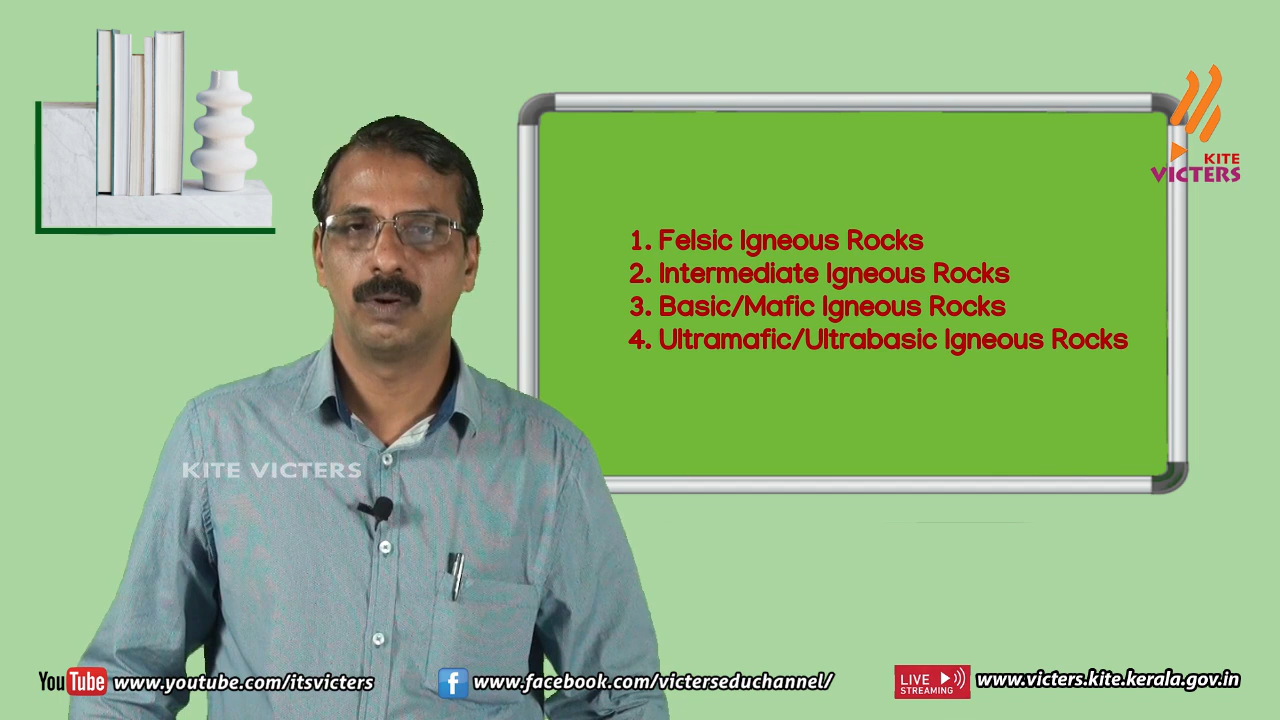 KITE
VICTERS
1. Felsic Igneous Rocks
2. Intermediate Igneous Rocks
3. Basic/Mafic Igneous Rocks
4. Ultramafic/Ultrabasic Igneous Rocks
KITE VICTERS
YouTube www.youtube.com/itsvicters
f www.facebook.com/victerseduchannel/
LIVE
STREAMING
www.victers.kite.kerala.gov.in